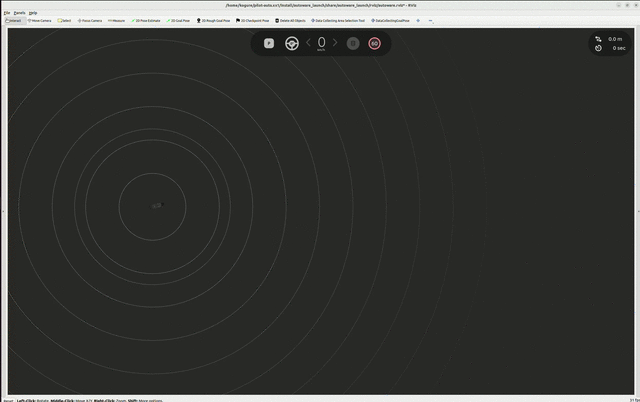 /home/kagure/pilot-auto.x1/install/autoware_launch/share/autoware_launch/rviz/autoware.rviz* - RViz
File Panels Help
Interact Move Camera Select Focus Camera Measure 2D Pose Estimate 2D Goal Pose 2D Rough Goal Pose 2D Checkpoint Pose Delete All Objects Data Collecting Area Selection Tool DataCollectingGoalPose
P 0 km/h 50
0.0 m
0 sec
Reset Left-Click: Rotate. Middle-Click: Move X/Y. Right-Click: Zoom. Shift: More options.
31 fps